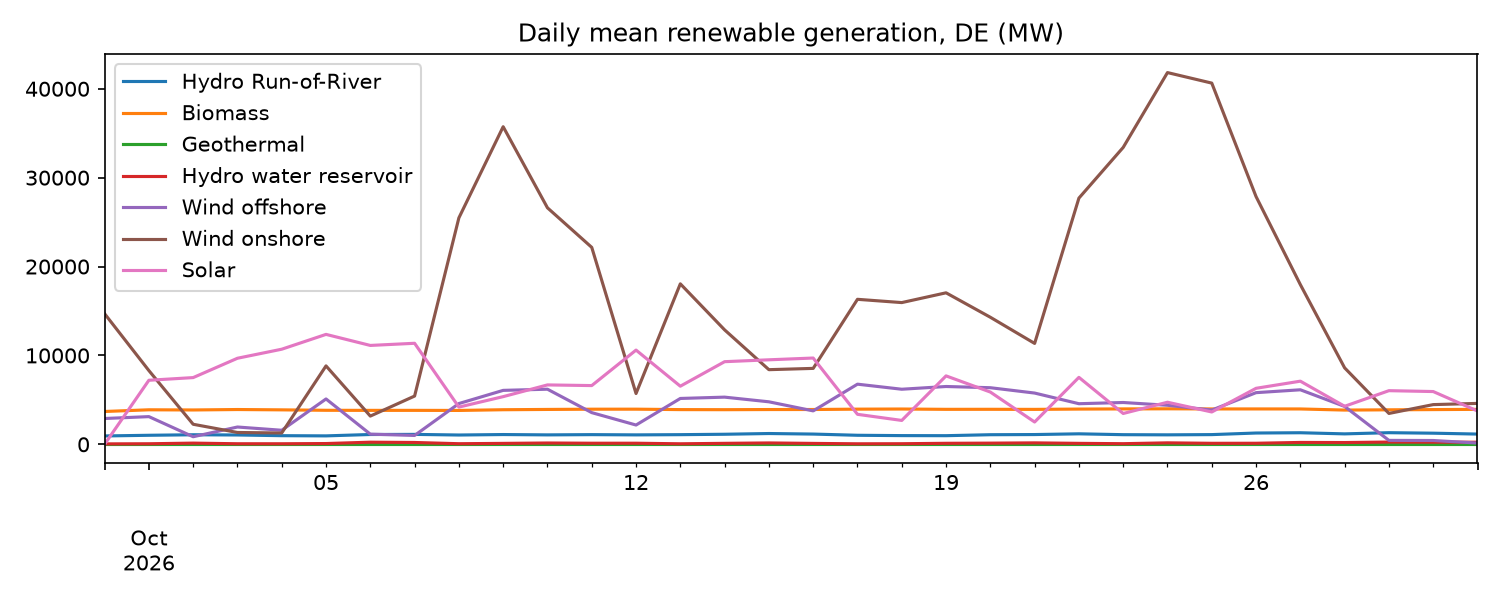 Daily mean renewable generation, DE (MW)
40000
30000
20000
10000
0
Hydro Run-of-River
Biomass
Geothermal
Hydro water reservoir
Wind offshore
Wind onshore
Solar
05
12
19
26
Oct
2026